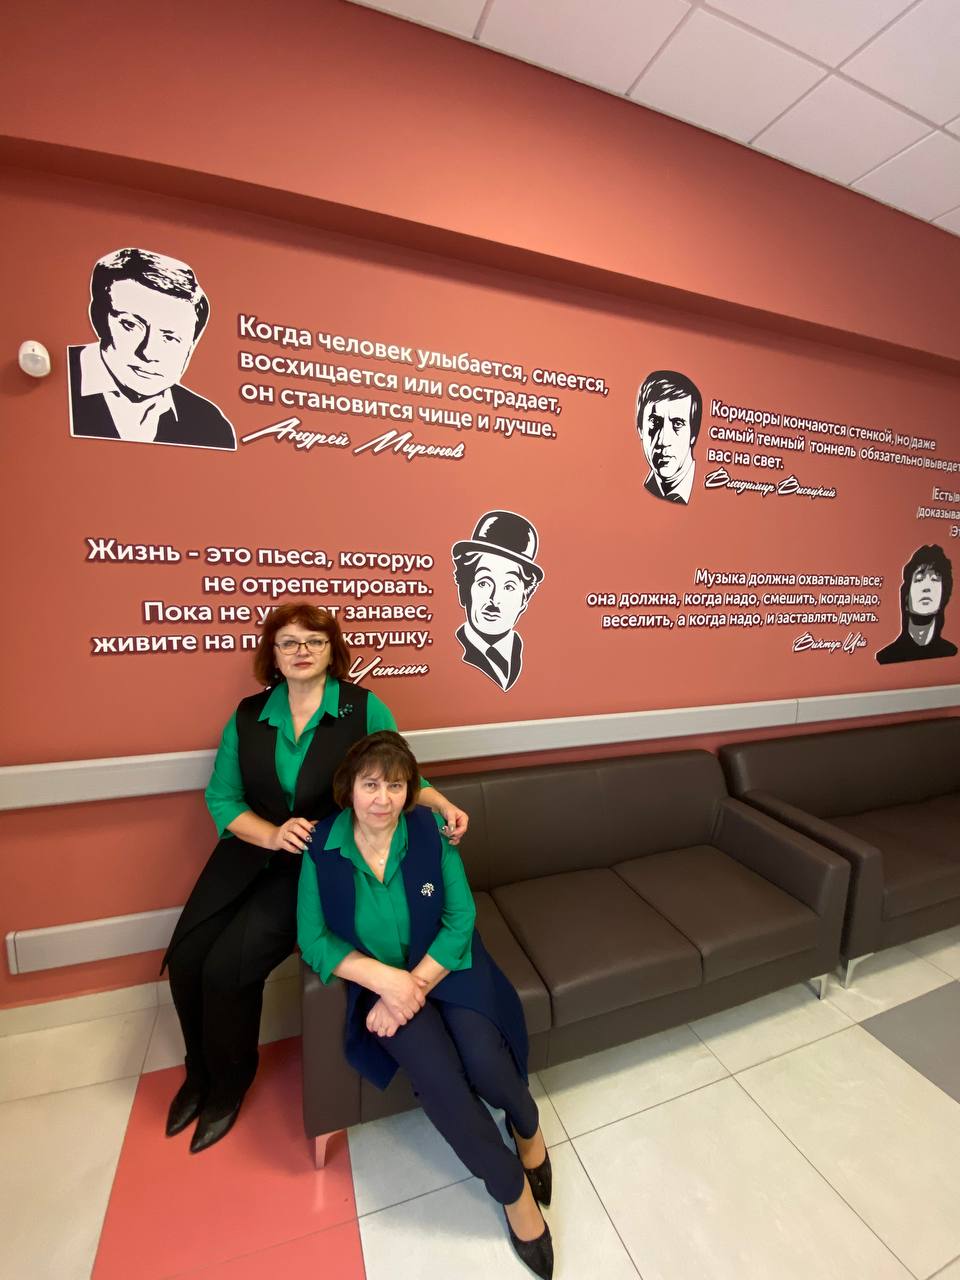 Когда человек улыбается, смеется,
восхищается или сострадает,
он становится чище и лучше.
Андрей Миронов
Коридоры кончаются стенкой, но даже
самый темный тоннель обязательно выведет
вас на свет.
Владимир Высоцкий
Жизнь - это пьеса, которую
не отрепетировать.
Пока не занавес,
живите на катушку.
Чаплин
Есть
Музыка должна охватывать все;
она должна, когда надо, смешить, когда надо,
веселить, а когда надо, и заставлять думать.
Виктор Цой